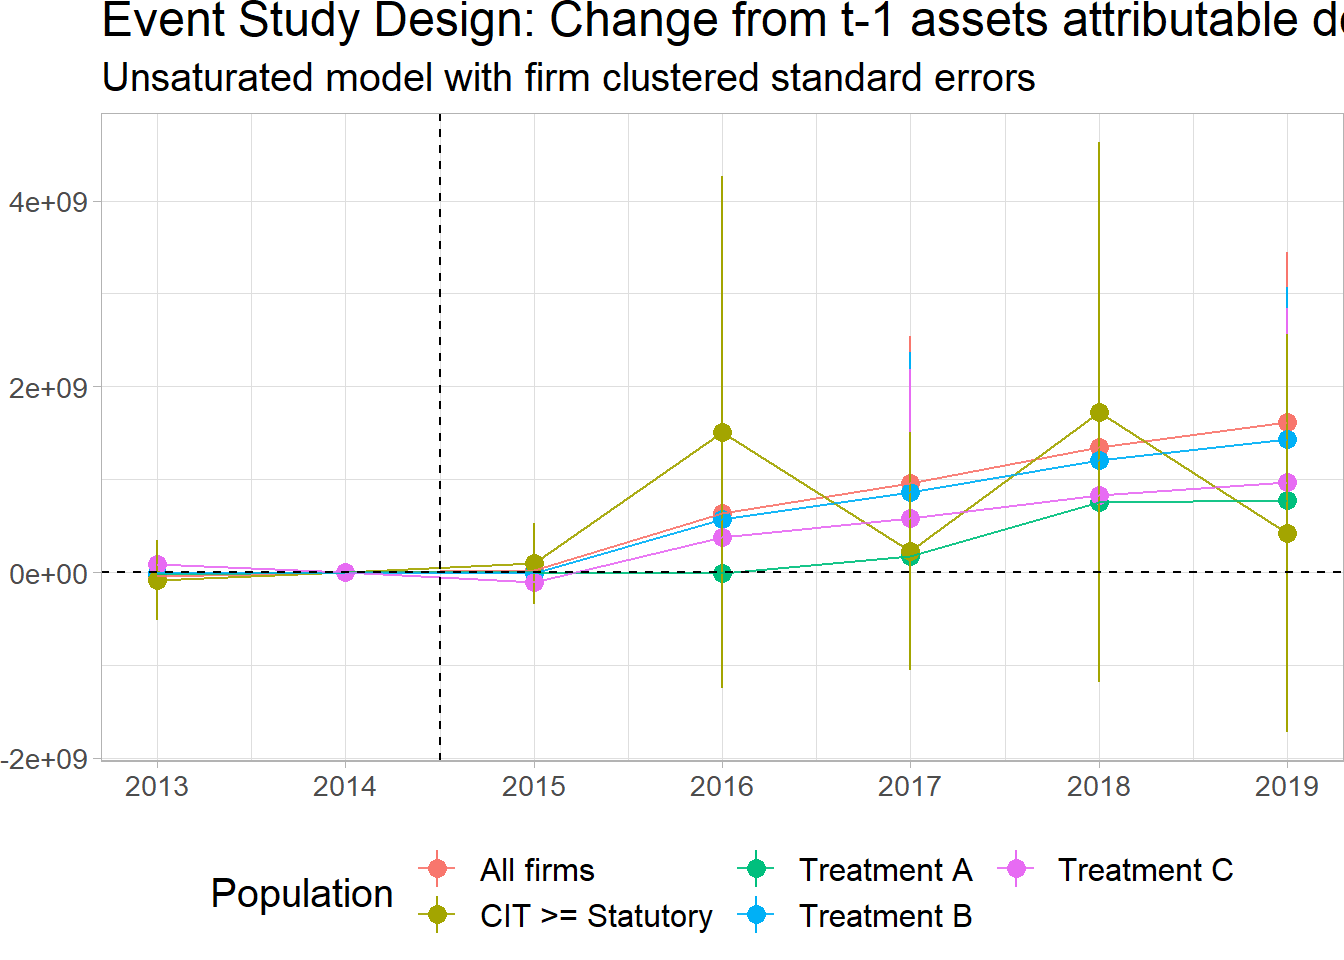 Event Study Design: Change from t-1 assets attributable
Unsaturated model with firm clustered standard errors
4e+09
2e+09
0e+00
-2e+09
2013 2014 2015 2016 2017 2018 2019
Population
All firms Treatment A Treatment C
CIT >= Statutory Treatment B